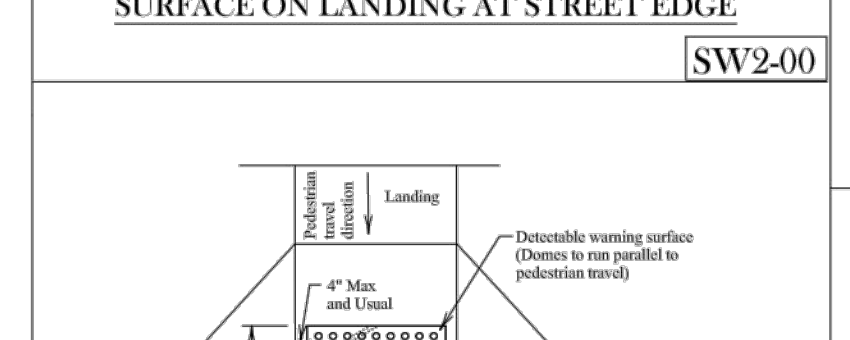 SURFACE ON LANDING AT STREET EDGE
SW2-00
Pedestrian
travel
direction
Landing
Detectable warning surface
(Domes to run parallel to
pedestrian travel)
4" Max
and Usual